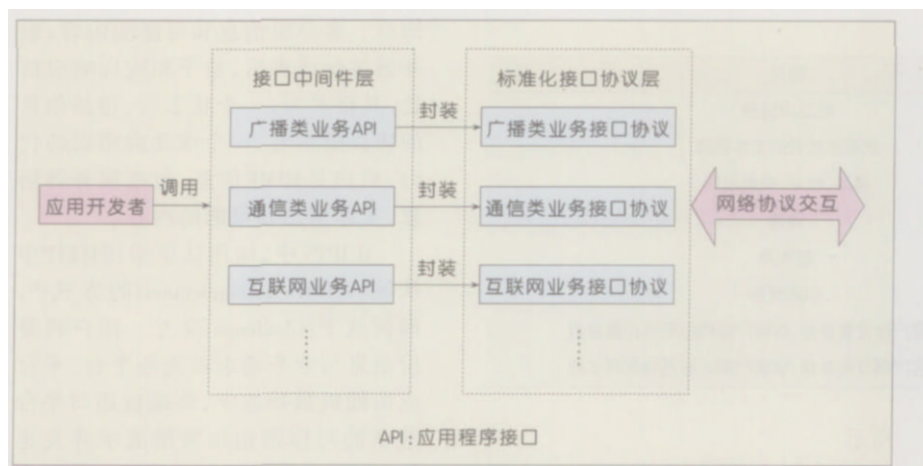 接口中间件层
标准化接口协议层
广播类业务API
封装
广播类业务接口协议
应用开发者
调用
通信类业务API
封装
通信类业务接口协议
网络协议交互
互联网业务API
封装
互联网业务接口协议
API:应用程序接口